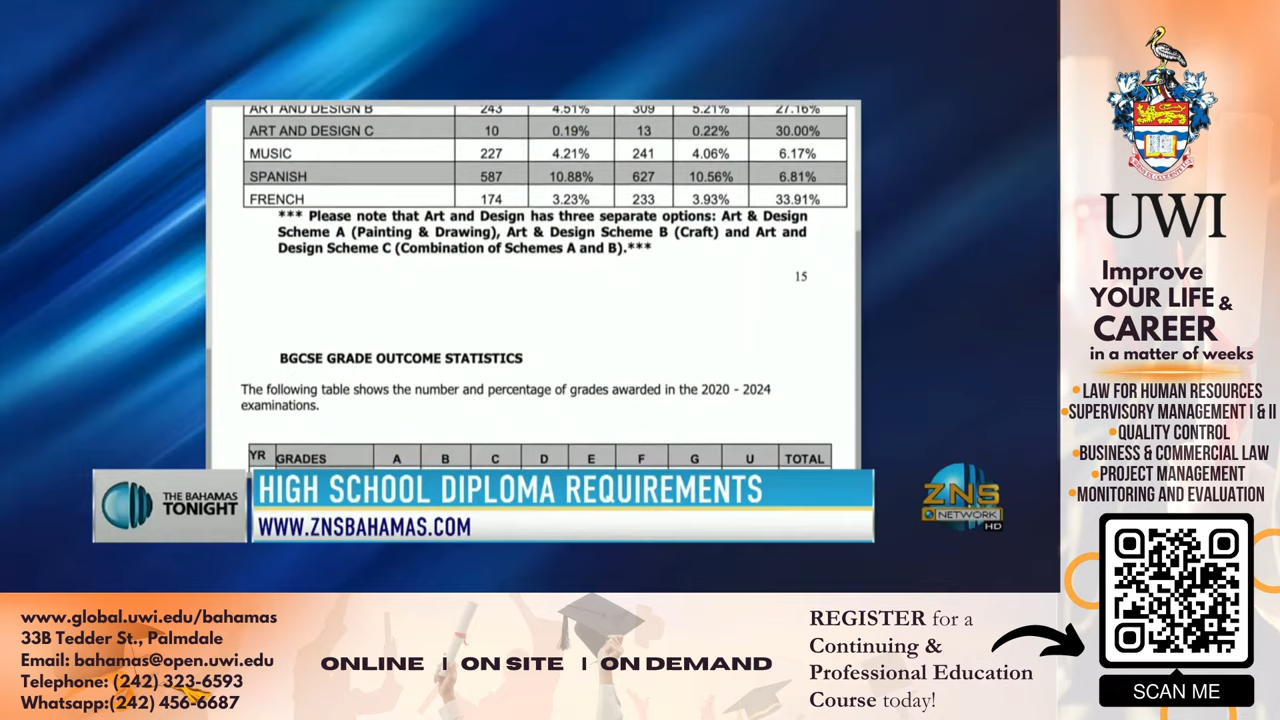 ART AND DESIGN B 243 4.51% 309 5.21% 27.16%
ART AND DESIGN C 10 0.19% 13 0.22% 30.00%
MUSIC 227 4.21% 241 4.06% 6.17%
SPANISH 587 10.88% 627 10.56% 6.81%
FRENCH 174 3.23% 233 3.93% 33.91%
*** Please note that Art and Design has three separate options: Art & Design
Scheme A (Painting & Drawing), Art & Design Scheme B (Craft) and Art and
Design Scheme C (Combination of Schemes A and B).***
15
BGCSE GRADE OUTCOME STATISTICS
The following table shows the number and percentage of grades awarded in the 2020 - 2024
examinations.
YR GRADES A B C D E F G U TOTAL
THE BAHAMAS
TONIGHT
HIGH SCHOOL DIPLOMA REQUIREMENTS
WWW.ZNSBAHAMAS.COM
ZNS
NETWORK
HD
UWI
Improve
YOUR LIFE &
CAREER
in a matter of weeks
• LAW FOR HUMAN RESOURCES
• SUPERVISORY MANAGEMENT I & II
• QUALITY CONTROL
• BUSINESS & COMMERCIAL LAW
• PROJECT MANAGEMENT
• MONITORING AND EVALUATION
SCAN ME
www.global.uwi.edu/bahamas
33B Tedder St., Palmdale
Email: bahamas@open.uwi.edu
Telephone: (242) 323-6593
Whatsapp:(242) 456-6687
ONLINE | ON SITE | ON DEMAND
REGISTER for a
Continuing &
Professional Education
Course today!